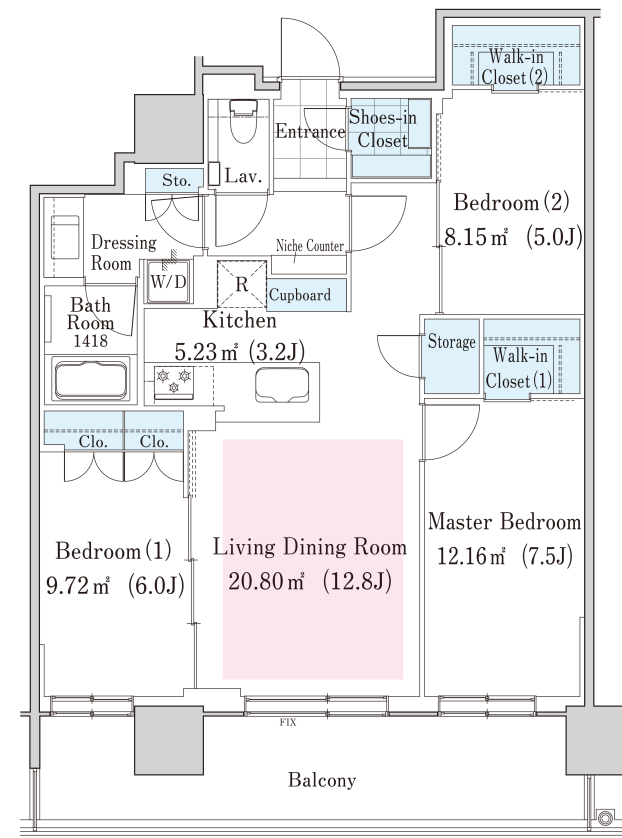 Walk-in
Closet(2)
Shoes-in
Closet
Entrance
Lav.
Sto.
Bedroom(2)
8.15㎡ (5.0J)
Dressing
Room
Niche Counter
W/D
R
Cupboard
Bath
Room
1418
Kitchen
5.23㎡ (3.2J)
Storage
Walk-in
Closet(1)
Clo.
Clo.
Master Bedroom
12.16㎡ (7.5J)
Bedroom(1)
9.72㎡ (6.0J)
Living Dining Room
20.80㎡ (12.8J)
FIX
Balcony